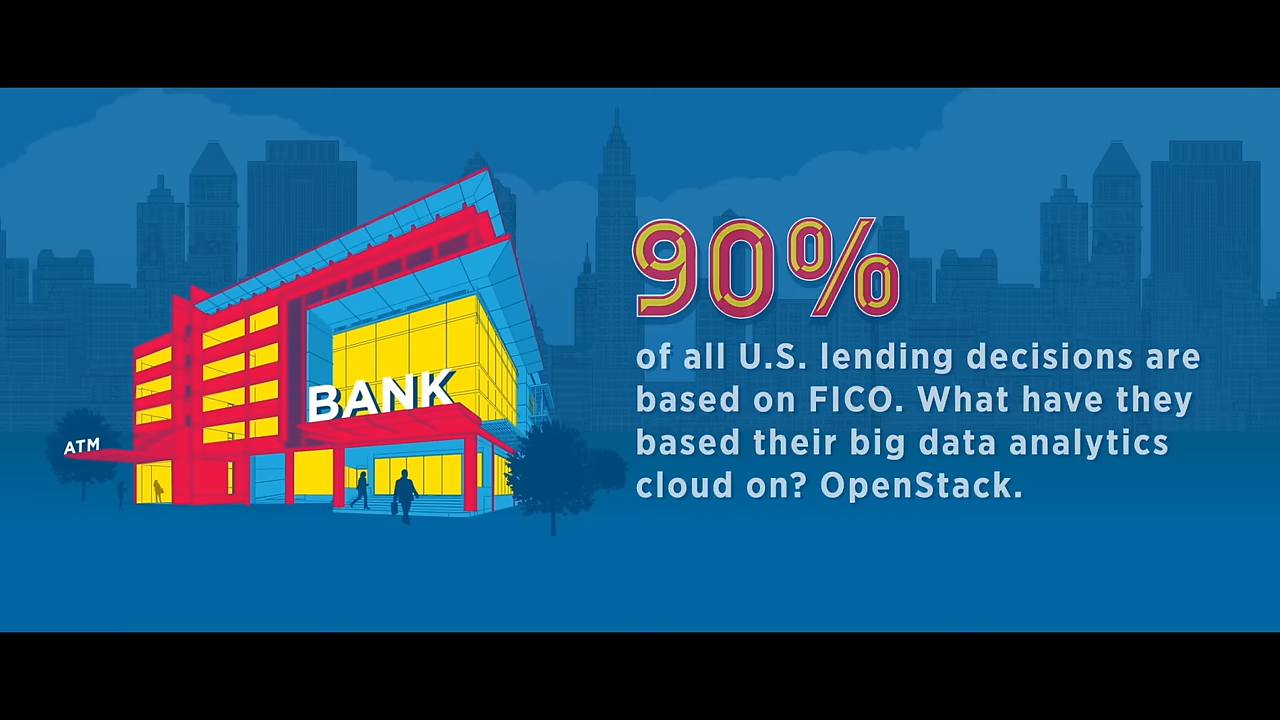 ATM
BANK
90%
of all U.S. lending decisions are
based on FICO. What have they
based their big data analytics
cloud on? OpenStack.